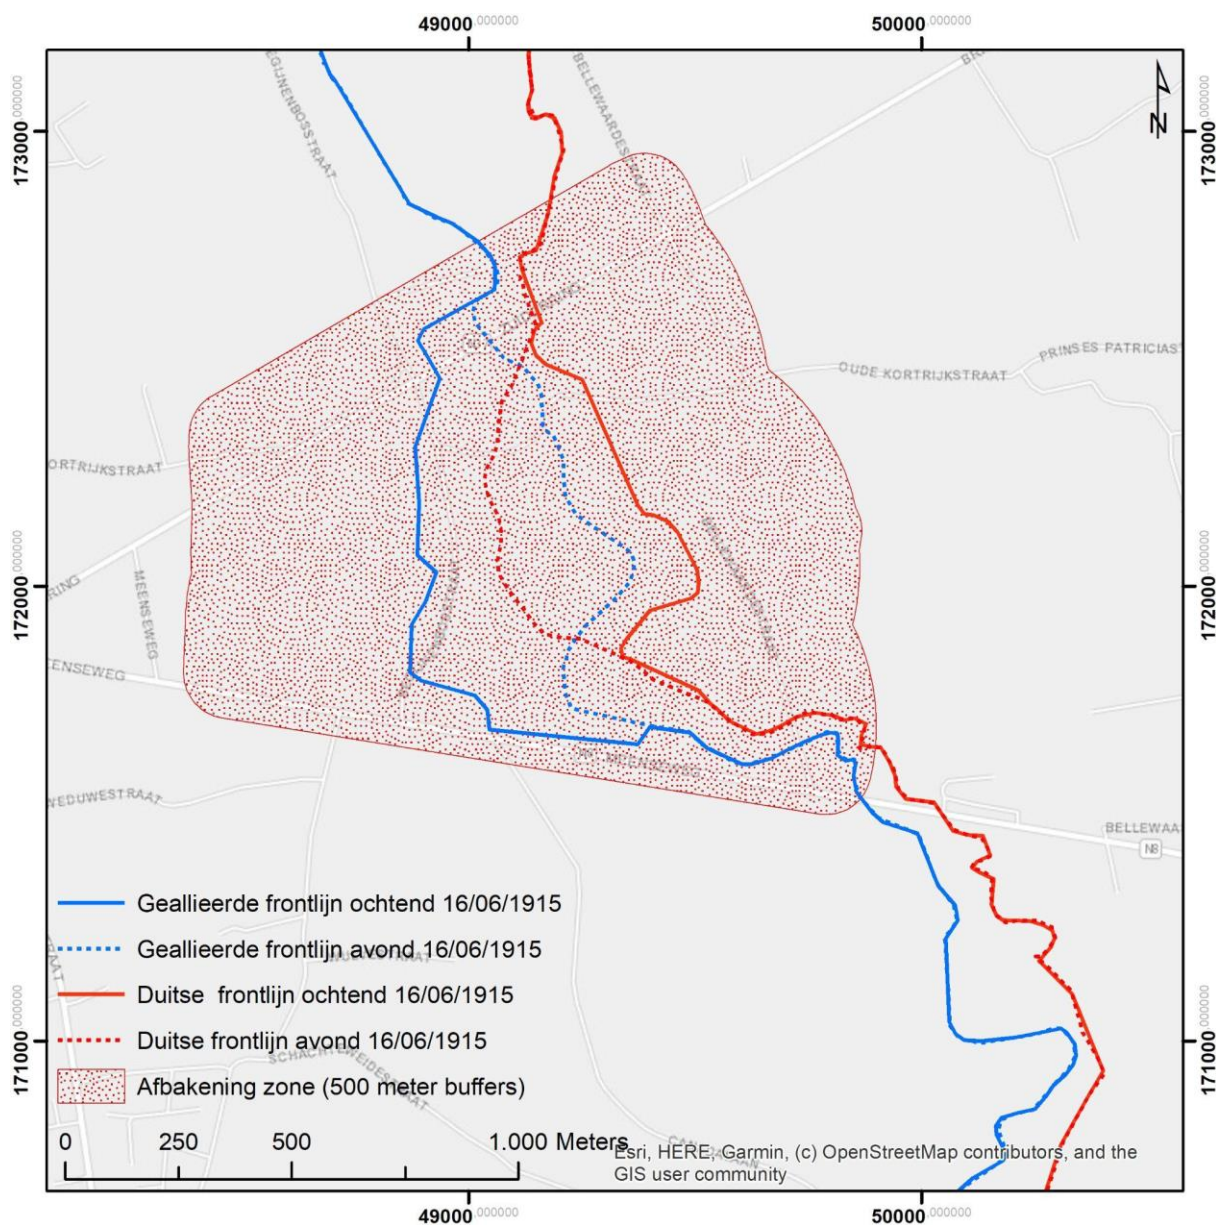 49000,000000
50000,000000
173000,000000
173000,000000
172000,000000
172000,000000
171000,000000
171000,000000
N
EGIJNENBOSSTRAAT
BELLEWAARDESTRAAT
OUDE KORTRIJKSTRAAT
PRINSES PATRICIAS
ORTRIJKSTRAAT
RING
MEENSEWEG
ENSEWEG
WEDUWESTRAAT
BELLEWAA
N8
Geallieerde frontlijn ochtend 16/06/1915
Geallieerde frontlijn avond 16/06/1915
Duitse frontlijn ochtend 16/06/1915
Duitse frontlijn avond 16/06/1915
Afbakening zone (500 meter buffers)
SCHACHTEWEIDESTRAAT
0 250 500 1.000 Meters
Esri, HERE, Garmin, (c) OpenStreetMap contributors, and the
GIS user community
49000,000000
50000,000000